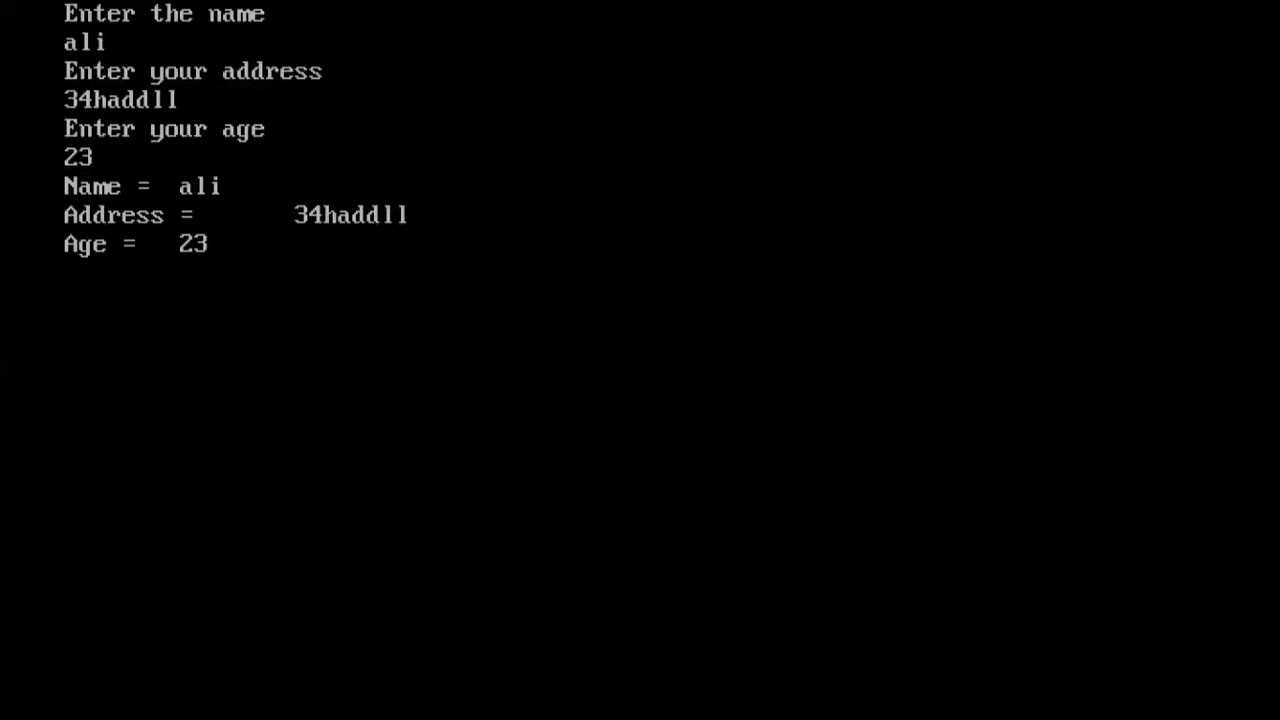 Enter the name
ali
Enter your address
34haddll
Enter your age
23
Name =  ali
Address =       34haddll
Age =   23